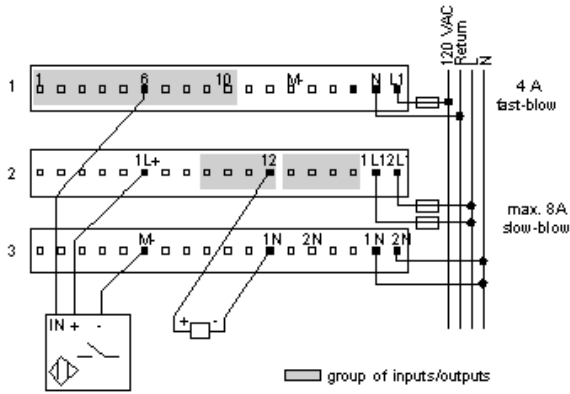 120 VAC
Return
L
N
1
1 6 10 M- N L1
4 A
fast-blow
2
1L+ 12 1 L1 2L1
max. 8A
slow-blow
3
M- 1N 2N 1N 2N
IN + -
+ -
group of inputs/outputs